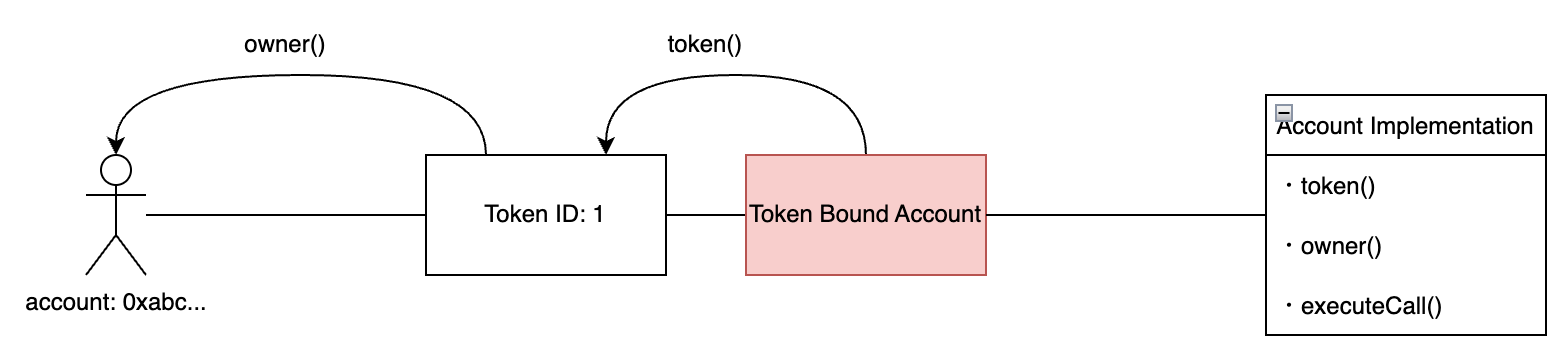 owner()
token()
Account Implementation
Token ID: 1
Token Bound Account
・token()
・owner()
・executeCall()
account: 0xabc...